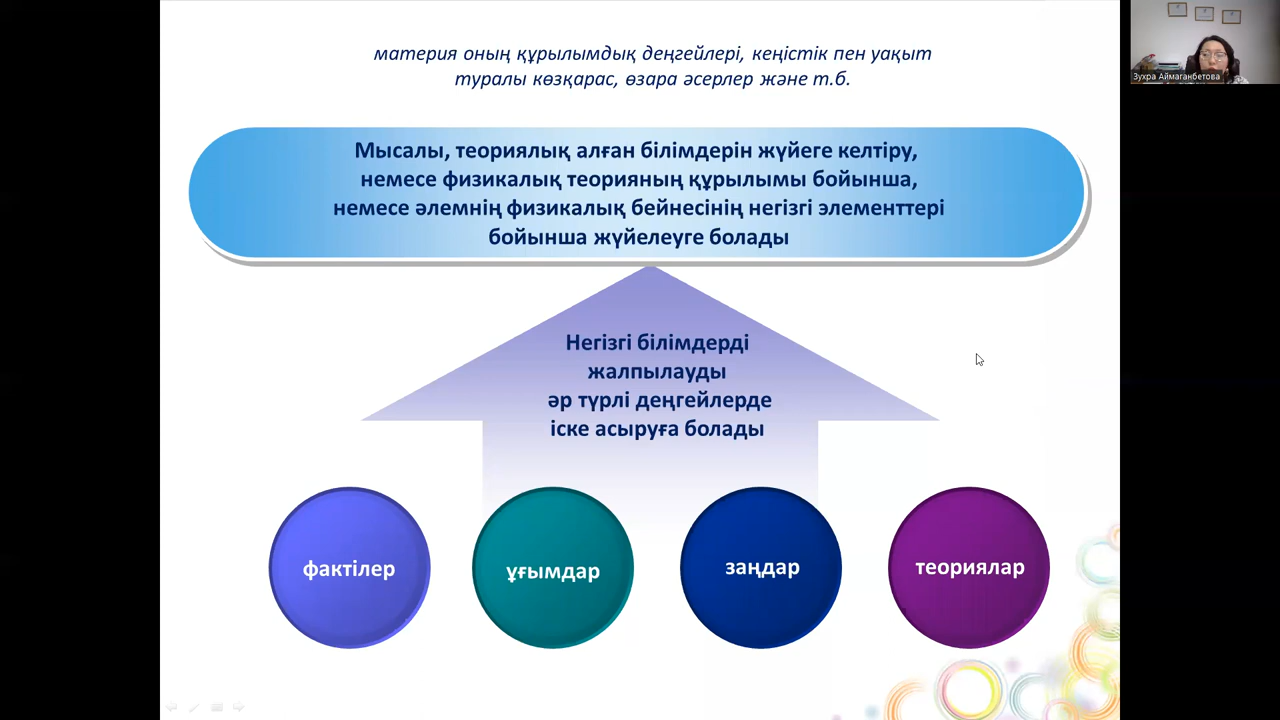 материя оның құрылымдық деңгейлері, кеңістік пен уақыт
туралы көзқарас, өзара әсерлер және т.б.
Зухра Аймаганбетова
Мысалы, теориялық алған білімдерін жүйеге келтіру,
немесе физикалық теорияның құрылымы бойынша,
немесе әлемнің физикалық бейнесінің негізгі элементтері
бойынша жүйелеуге болады
Негізгі білімдерді
жалпылауды
әр түрлі деңгейлерде
іске асыруға болады
фактілер
ұғымдар
заңдар
теориялар